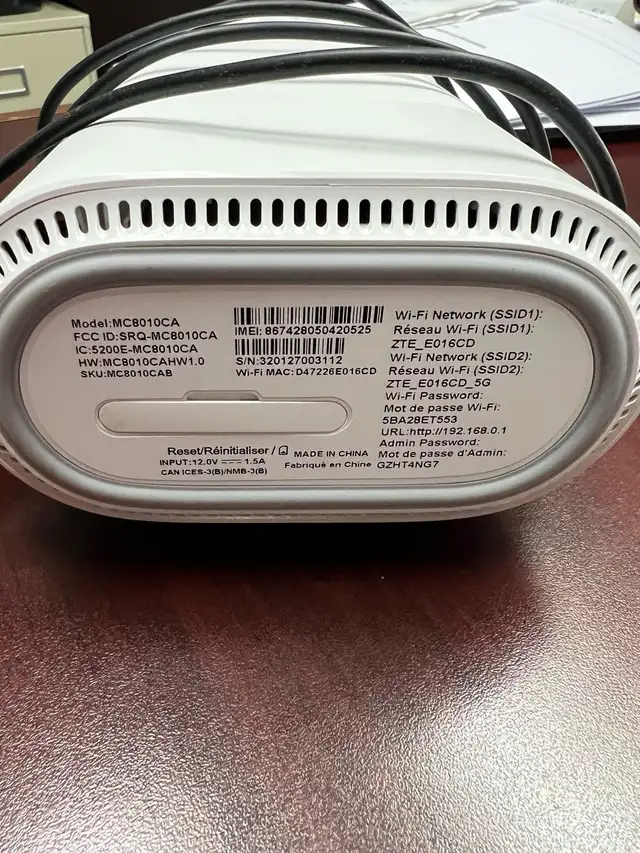 Model:MC8010CA
FCC ID:SRQ-MC8010CA
IC:5200E-MC8010CA
HW:MC8010CAHW1.0
SKU:MC8010CAB
IMEI: 867428050420525
S/N:320127003112
Wi-Fi MAC: D47226E016CD
Wi-Fi Network (SSID1):
Réseau Wi-Fi (SSID1):
ZTE_E016CD
Wi-Fi Network (SSID2):
Réseau Wi-Fi (SSID2):
ZTE_E016CD_5G
Wi-Fi Password:
Mot de passe Wi-Fi:
5BA28ET553
URL:http://192.168.0.1
Admin Password:
Mot de passe d'Admin:
GZHT4NG7
Reset/Réinitialiser /
INPUT:12.0V 1.5A
CAN ICES-3(B)/NMB-3(B)
MADE IN CHINA
Fabriqué en Chine